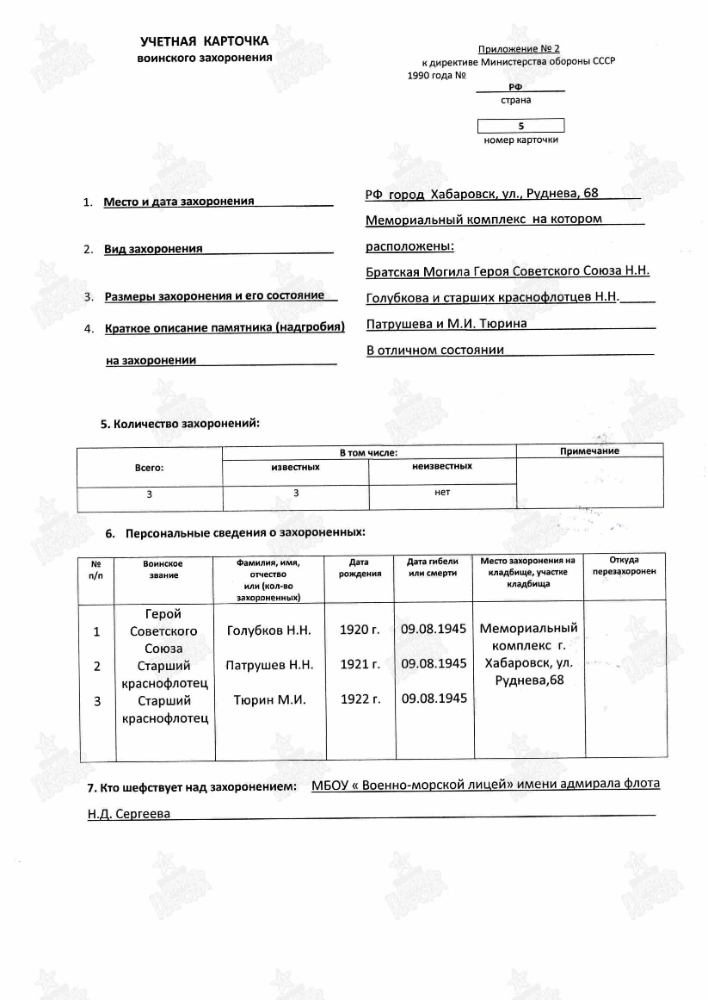 УЧЕТНАЯ КАРТОЧКА
воинского захоронения
Приложение № 2
к директиве Министерства обороны СССР
1990 года №
РФ
страна
5
номер карточки
1. Место и дата захоронения
2. Вид захоронения
3. Размеры захоронения и его состояние
4. Краткое описание памятника (надгробия)
на захоронении
РФ город Хабаровск, ул., Руднева, 68
Мемориальный комплекс на котором
расположены:
Братская Могила Героя Советского Союза Н.Н.
Голубкова и старших краснофлотцев Н.Н.
Патрушева и М.И. Тюрина
В отличном состоянии
5. Количество захоронений:
Всего: В том числе: Примечание
известных неизвестных
3 3 нет
6. Персональные сведения о захороненных:
№ Воинское Фамилия, имя, Дата Дата гибели Место захоронения на Откуда
п/п звание отчество рождения или смерти кладбище, участке перезахоронен
или (кол-во кладбища
захороненных)
Герой
1 Советского Голубков Н.Н. 1920 г. 09.08.1945 Мемориальный
Союза комплекс г.
2 Старший Патрушев Н.Н. 1921 г. 09.08.1945 Хабаровск, ул.
краснофлотец Руднева,68
3 Старший Тюрин М.И. 1922 г. 09.08.1945
краснофлотец
7. Кто шефствует над захоронением: МБОУ « Военно-морской лицей» имени адмирала флота
Н.Д. Сергеева